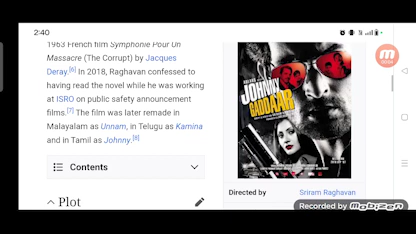 2:40
1963 French film Symphonie Pour Un
Massacre (The Corrupt) by Jacques
Deray.[6] In 2018, Raghavan confessed to
having read the novel while he was working
at ISRO on public safety announcement
films.[7] The film was later remade in
Malayalam as Unnam, in Telugu as Kamina
and in Tamil as Johnny.[8]
Contents
Plot
JOHNNY
GADDAAR
Directed by
Sriram Raghavan
Recorded by
MOBIZEN